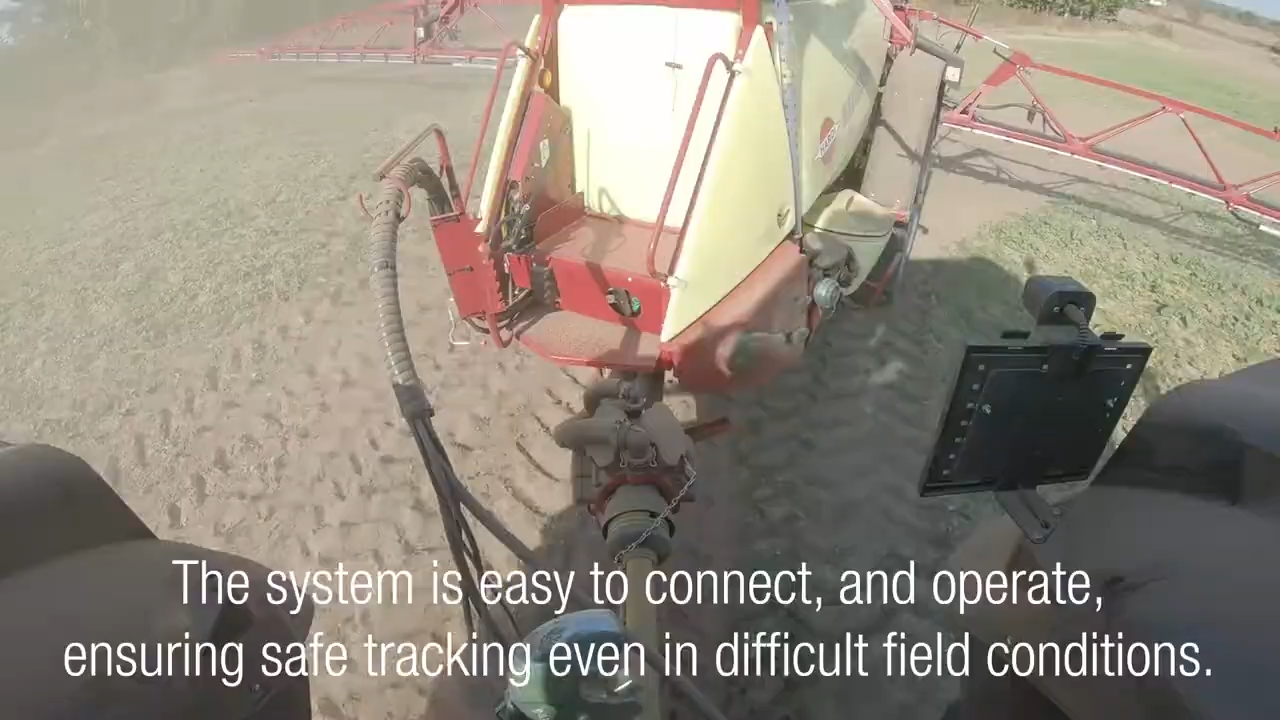 The system is easy to connect, and operate,
ensuring safe tracking even in difficult field conditions.